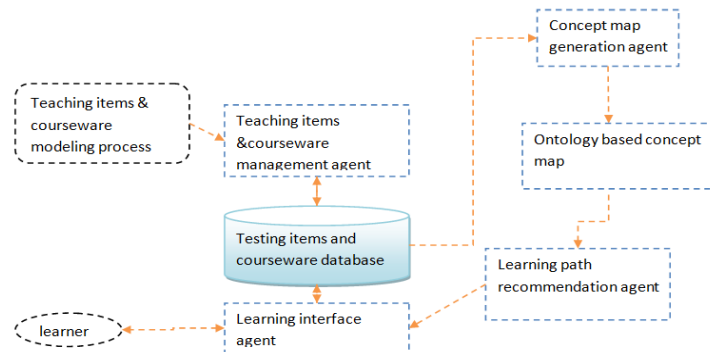 Concept map
generation agent
Teaching items &
courseware
modeling process
Teaching items
&courseware
management agent
Ontology based concept
map
Testing items and
courseware database
Learning path
recommendation agent
Learning interface
agent
learner